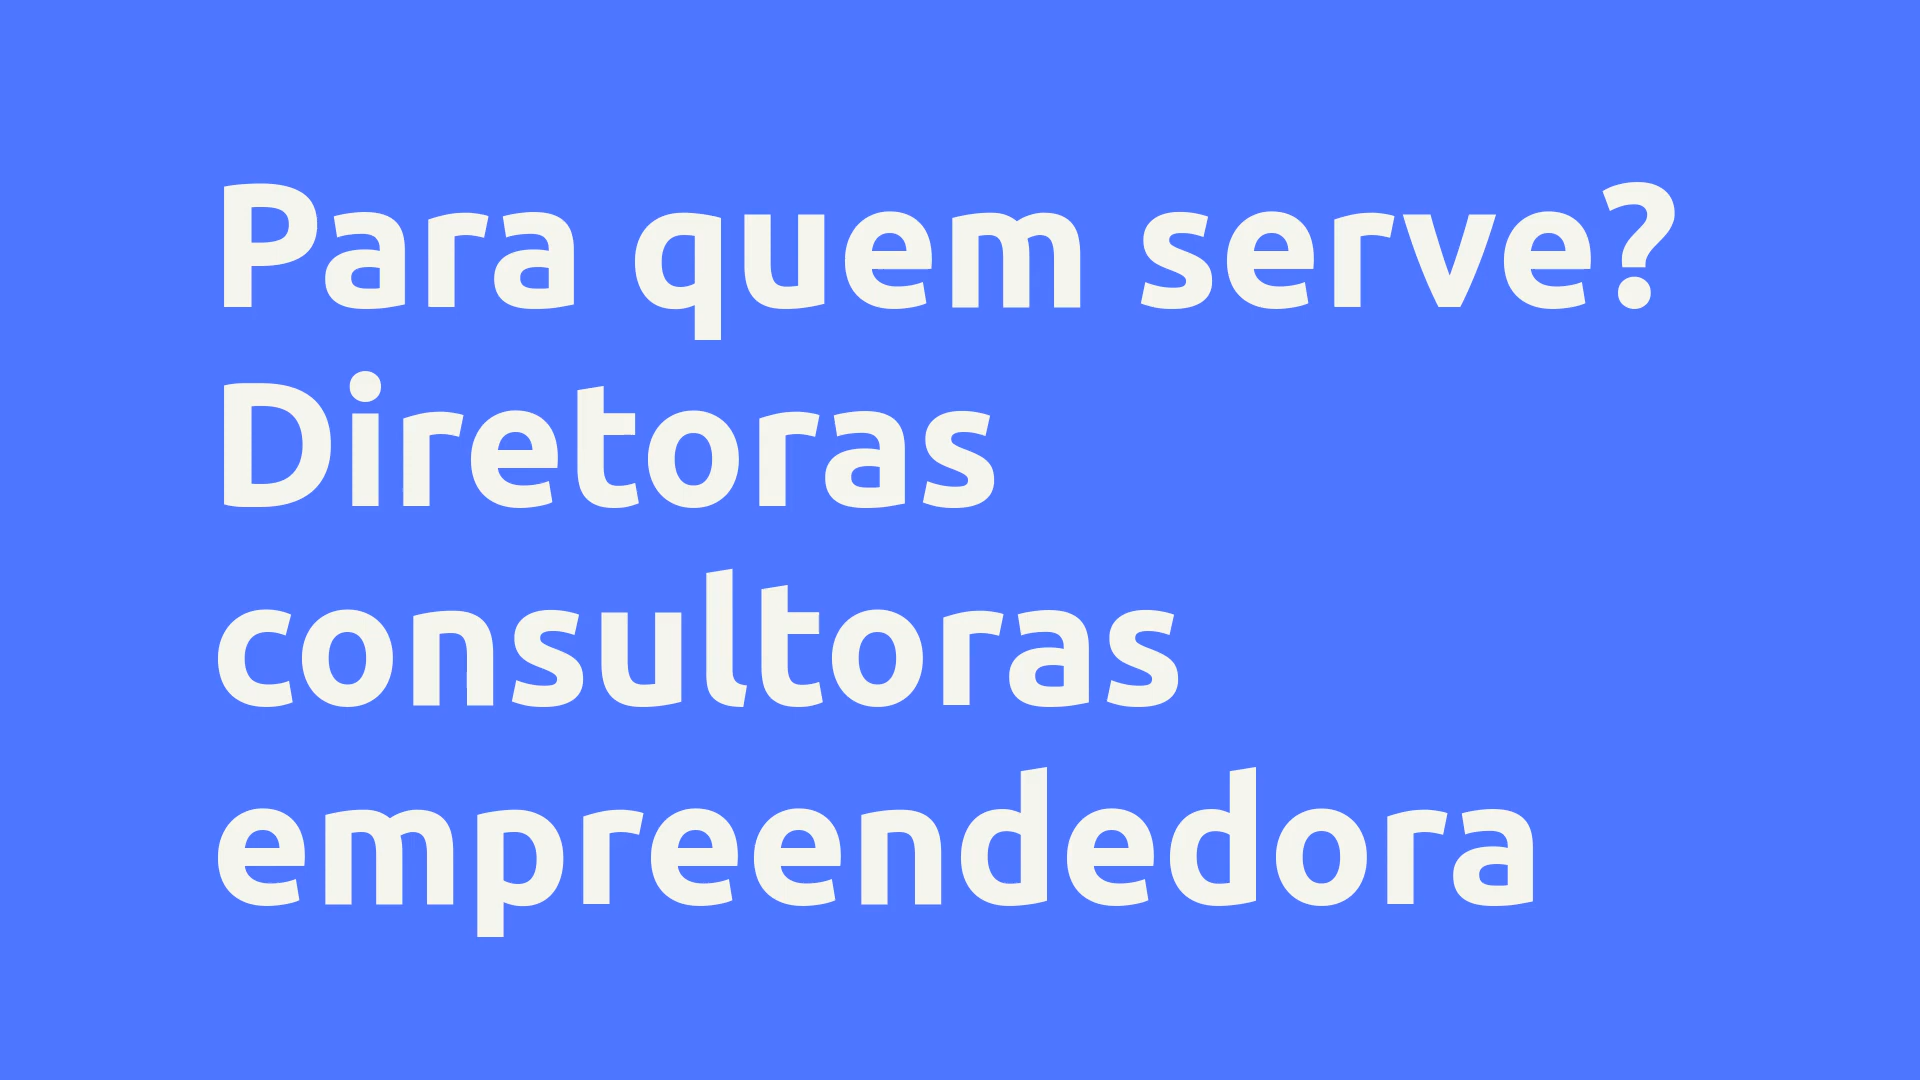 Para quem serve?
Diretoras
consultoras
empreendedora